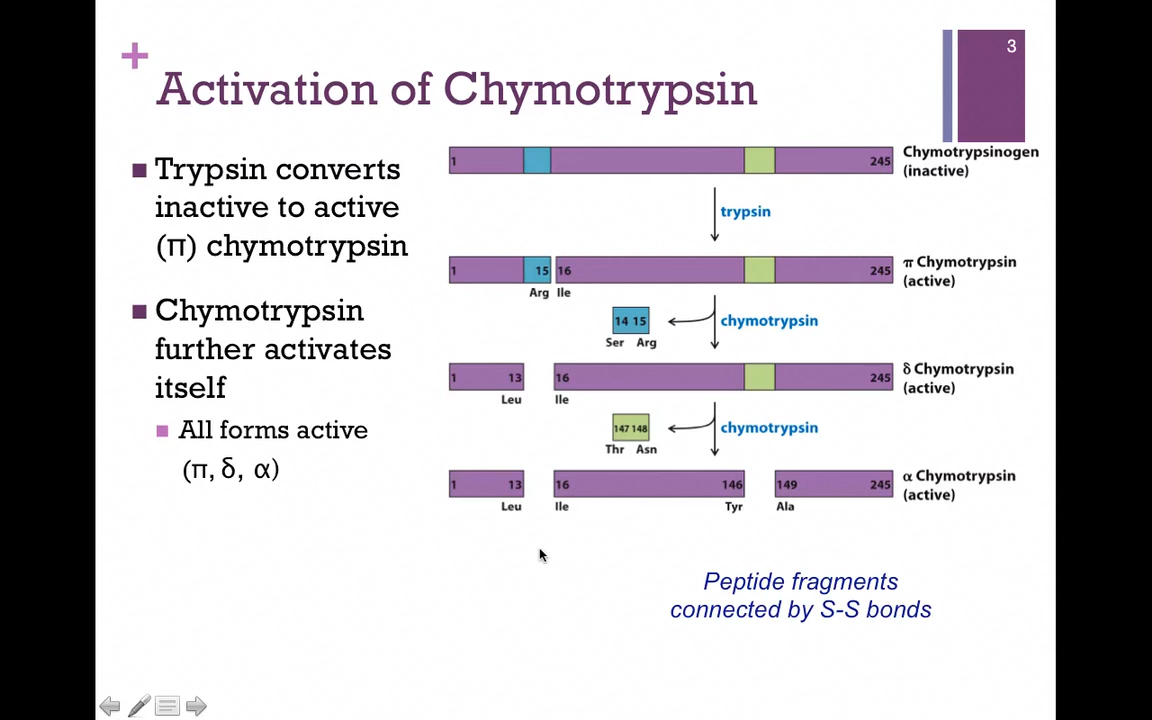 +
3
Activation of Chymotrypsin
■ Trypsin converts
inactive to active
(π) chymotrypsin
■ Chymotrypsin
further activates
itself
■ All forms active
(π, δ, α)
1 245 Chymotrypsinogen
(inactive)
trypsin
1 15 16 245 π Chymotrypsin
(active)
Arg Ile
14 15 chymotrypsin
Ser Arg
1 13 16 245 δ Chymotrypsin
(active)
Leu Ile
147 148 chymotrypsin
Thr Asn
1 13 16 146 149 245 α Chymotrypsin
(active)
Leu Ile Tyr Ala
Peptide fragments
connected by S-S bonds